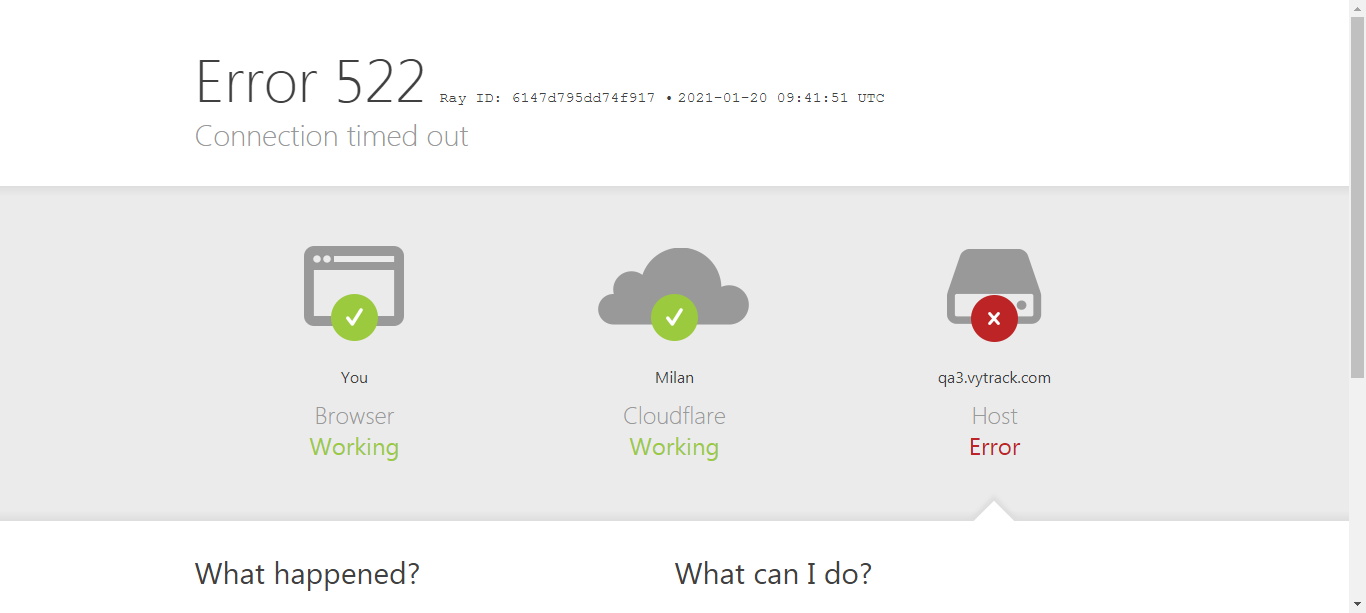 Error 522 Ray ID: 6147d795dd74f917 • 2021-01-20 09:41:51 UTC
Connection timed out
You
Browser
Working
Milan
Cloudflare
Working
qa3.vytrack.com
Host
Error
What happened?
What can I do?